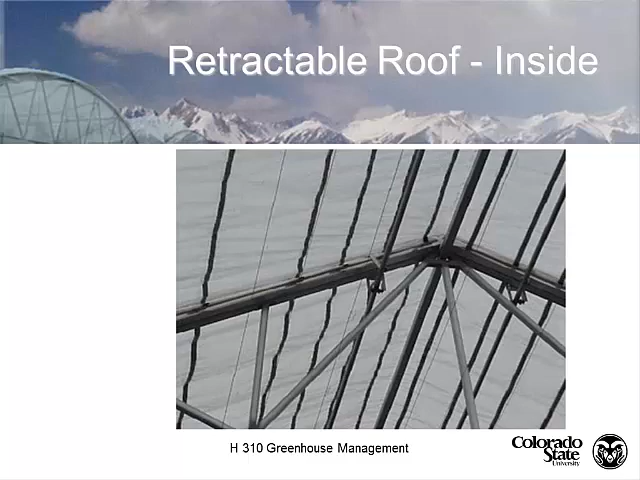 Retractable Roof - Inside
H 310 Greenhouse Management
Colorado
State
University